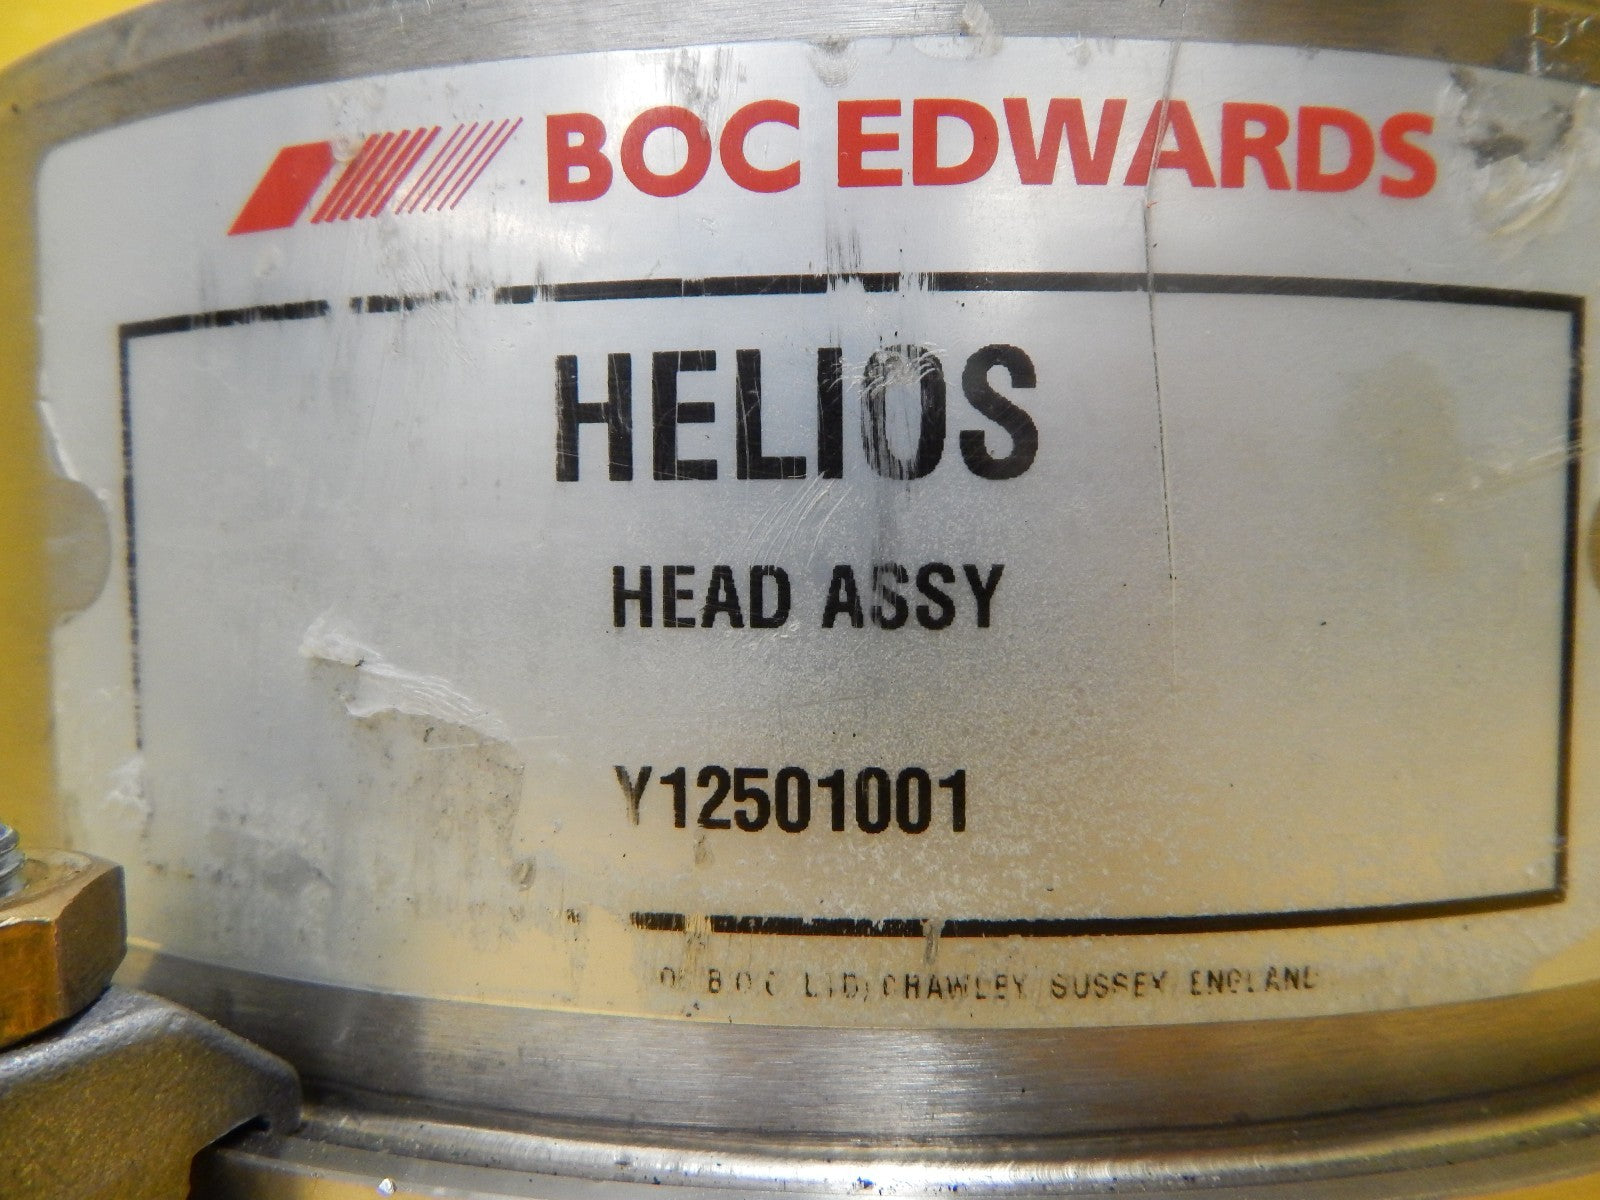 BOC EDWARDS
HELIOS
HEAD ASSY
Y12501001
B.O.C LTD, CRAWLEY SUSSEX ENGLAND